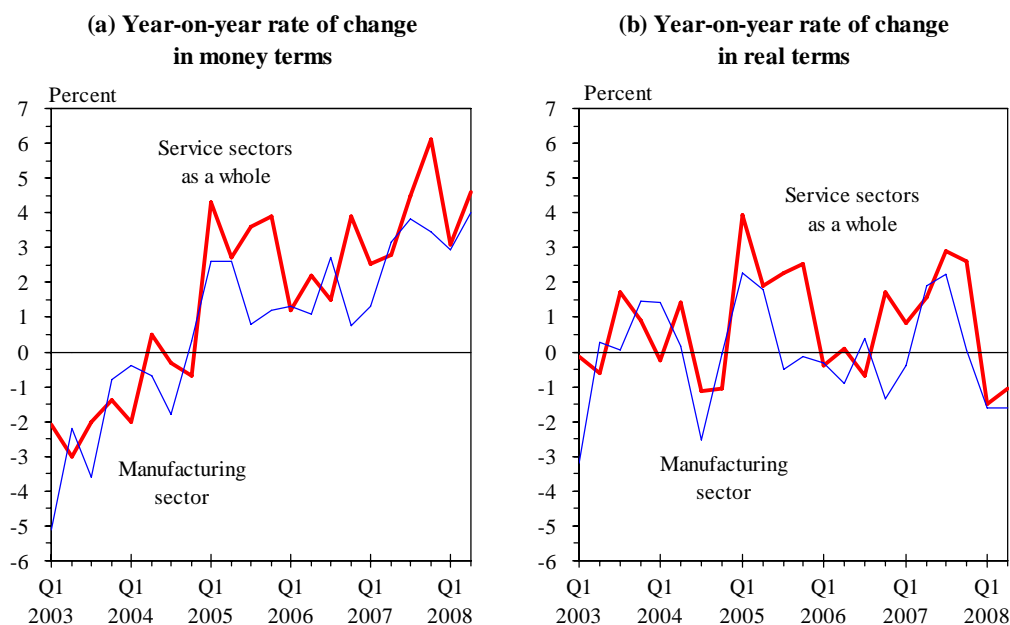 (a) Year-on-year rate of change
in money terms
Percent
7
6
5
4
3
2
1
0
-1
-2
-3
-4
-5
-6
Service sectors
as a whole
Manufacturing
sector
Q1 Q1 Q1 Q1 Q1 Q1
2003 2004 2005 2006 2007 2008
(b) Year-on-year rate of change
in real terms
Percent
7
6
5
4
3
2
1
0
-1
-2
-3
-4
-5
-6
Service sectors
as a whole
Manufacturing
sector
Q1 Q1 Q1 Q1 Q1 Q1
2003 2004 2005 2006 2007 2008